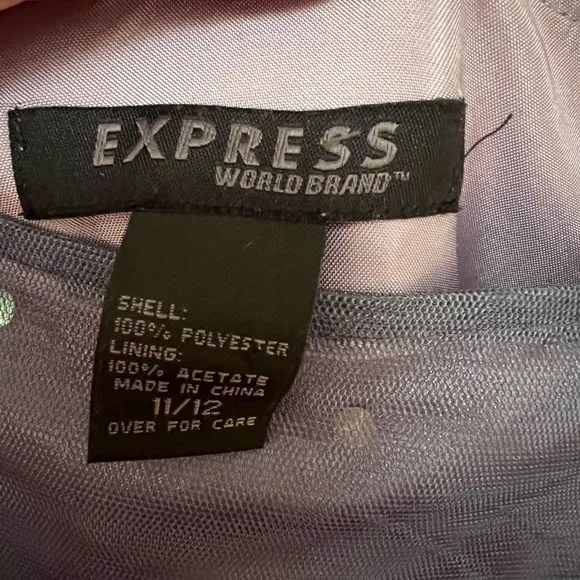 EXPRESS
WORLD BRAND™
SHELL:
100% POLYESTER
LINING:
100% ACETATE
MADE IN CHINA
11/12
OVER FOR CARE